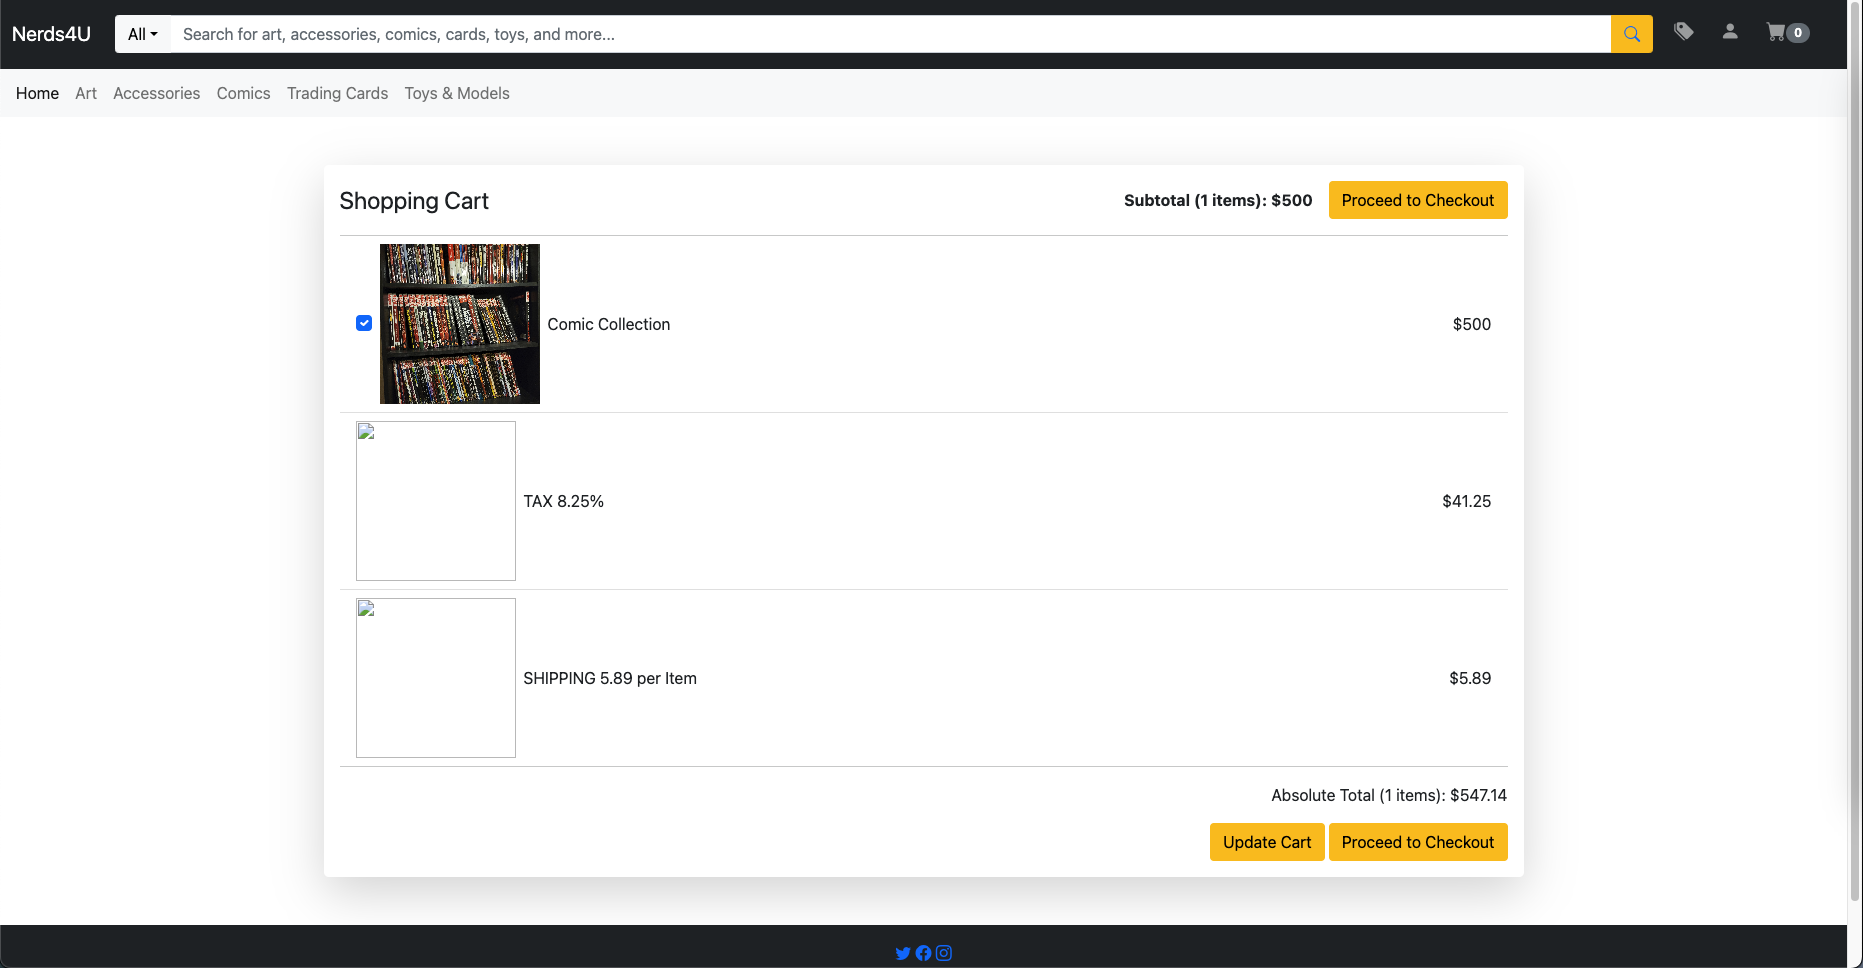 Nerds4U
All
Search for art, accessories, comics, cards, toys, and more...
0
Home Art Accessories Comics Trading Cards Toys & Models
Shopping Cart
Subtotal (1 items): $500
Proceed to Checkout
Comic Collection $500
TAX 8.25% $41.25
SHIPPING 5.89 per Item $5.89
Absolute Total (1 items): $547.14
Update Cart Proceed to Checkout